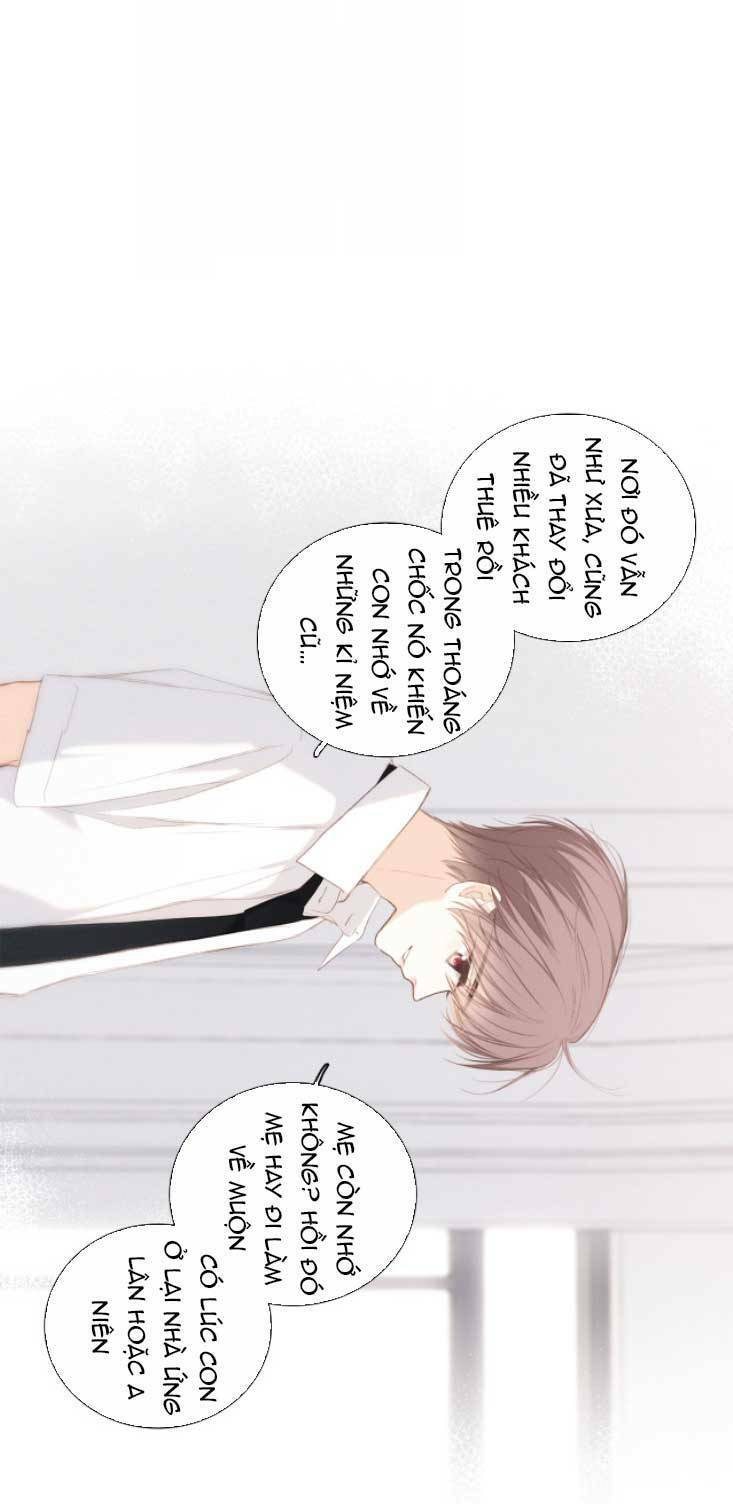 NƠI ĐÓ VẪN
NHƯ XƯA, CŨNG
ĐÃ THAY ĐỔI
NHIỀU KHÁCH
THUÊ RỒI
TRONG THOÁNG
CHỐC NÓ KHIẾN
CON NHỚ VỀ
NHỮNG KỈ NIỆM
CŨ...
MẸ CÒN NHỚ
KHÔNG? HỒI ĐÓ
MẸ HAY ĐI LÀM
VỀ MUỘN
CÓ LÚC CON
Ở LẠI NHÀ ỨNG
LÂN HOẶC A
NIÊN